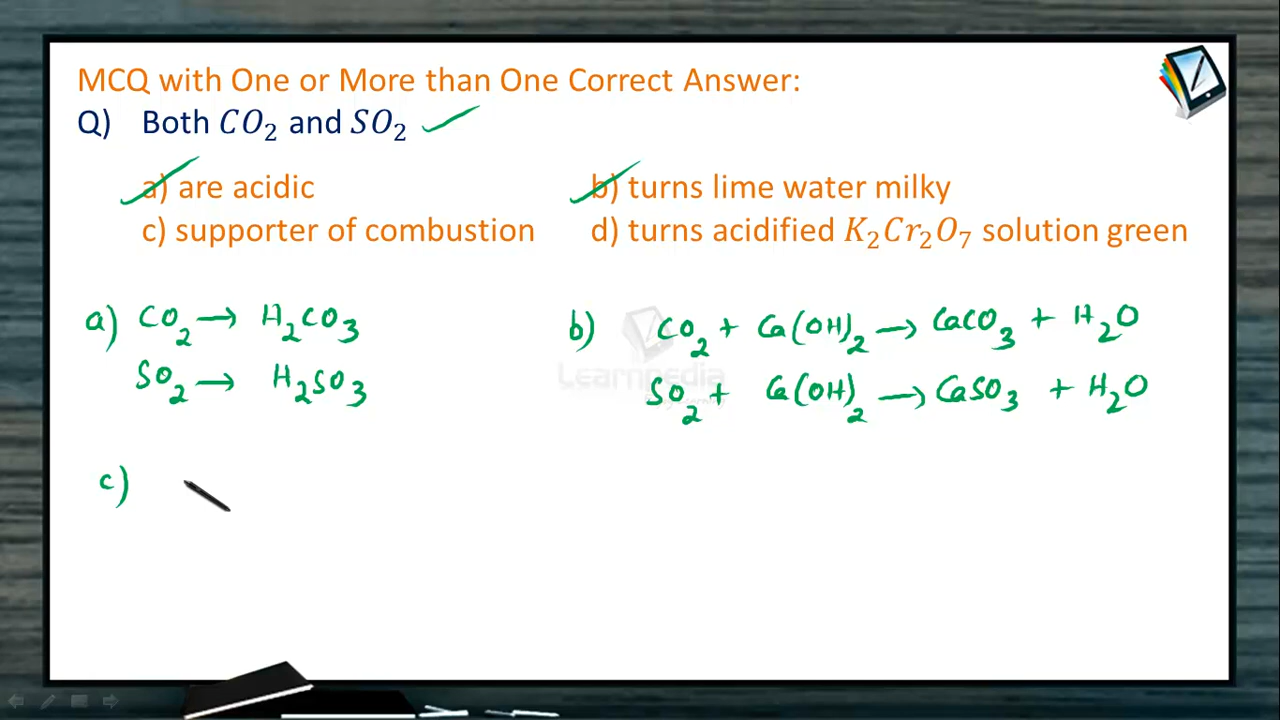 MCQ with One or More than One Correct Answer:
Q) Both CO₂ and SO₂
a) are acidic b) turns lime water milky
c) supporter of combustion d) turns acidified K₂Cr₂O₇ solution green
a) CO₂ → H₂CO₃ b) CO₂ + Ca(OH)₂ → CaCO₃ + H₂O
SO₂ → H₂SO₃ SO₂ + Ca(OH)₂ → CaSO₃ + H₂O
Learnpedia
c)